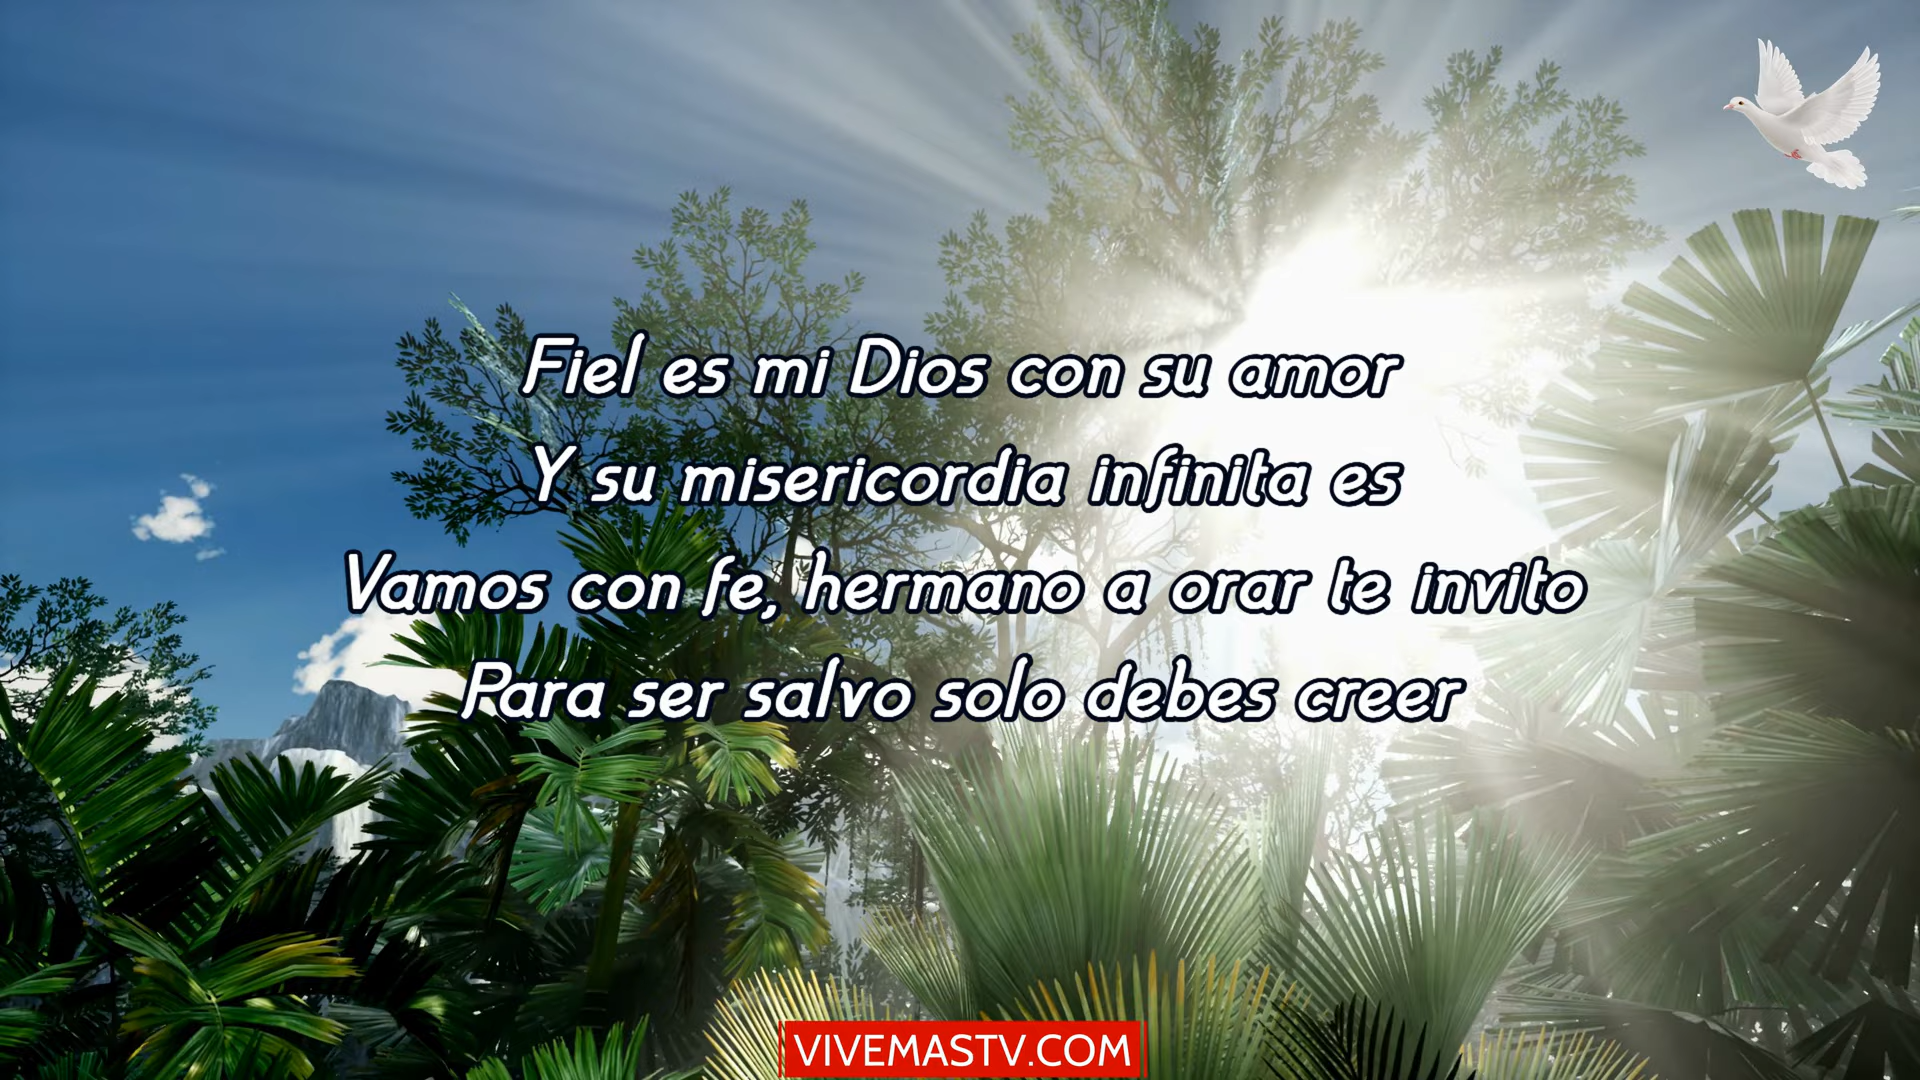 Fiel es mi Dios con su amor
Y su misericordia infinita es
Vamos con fe, hermano a orar te invito
Para ser salvo solo debes creer
VIVEMASTV.COM